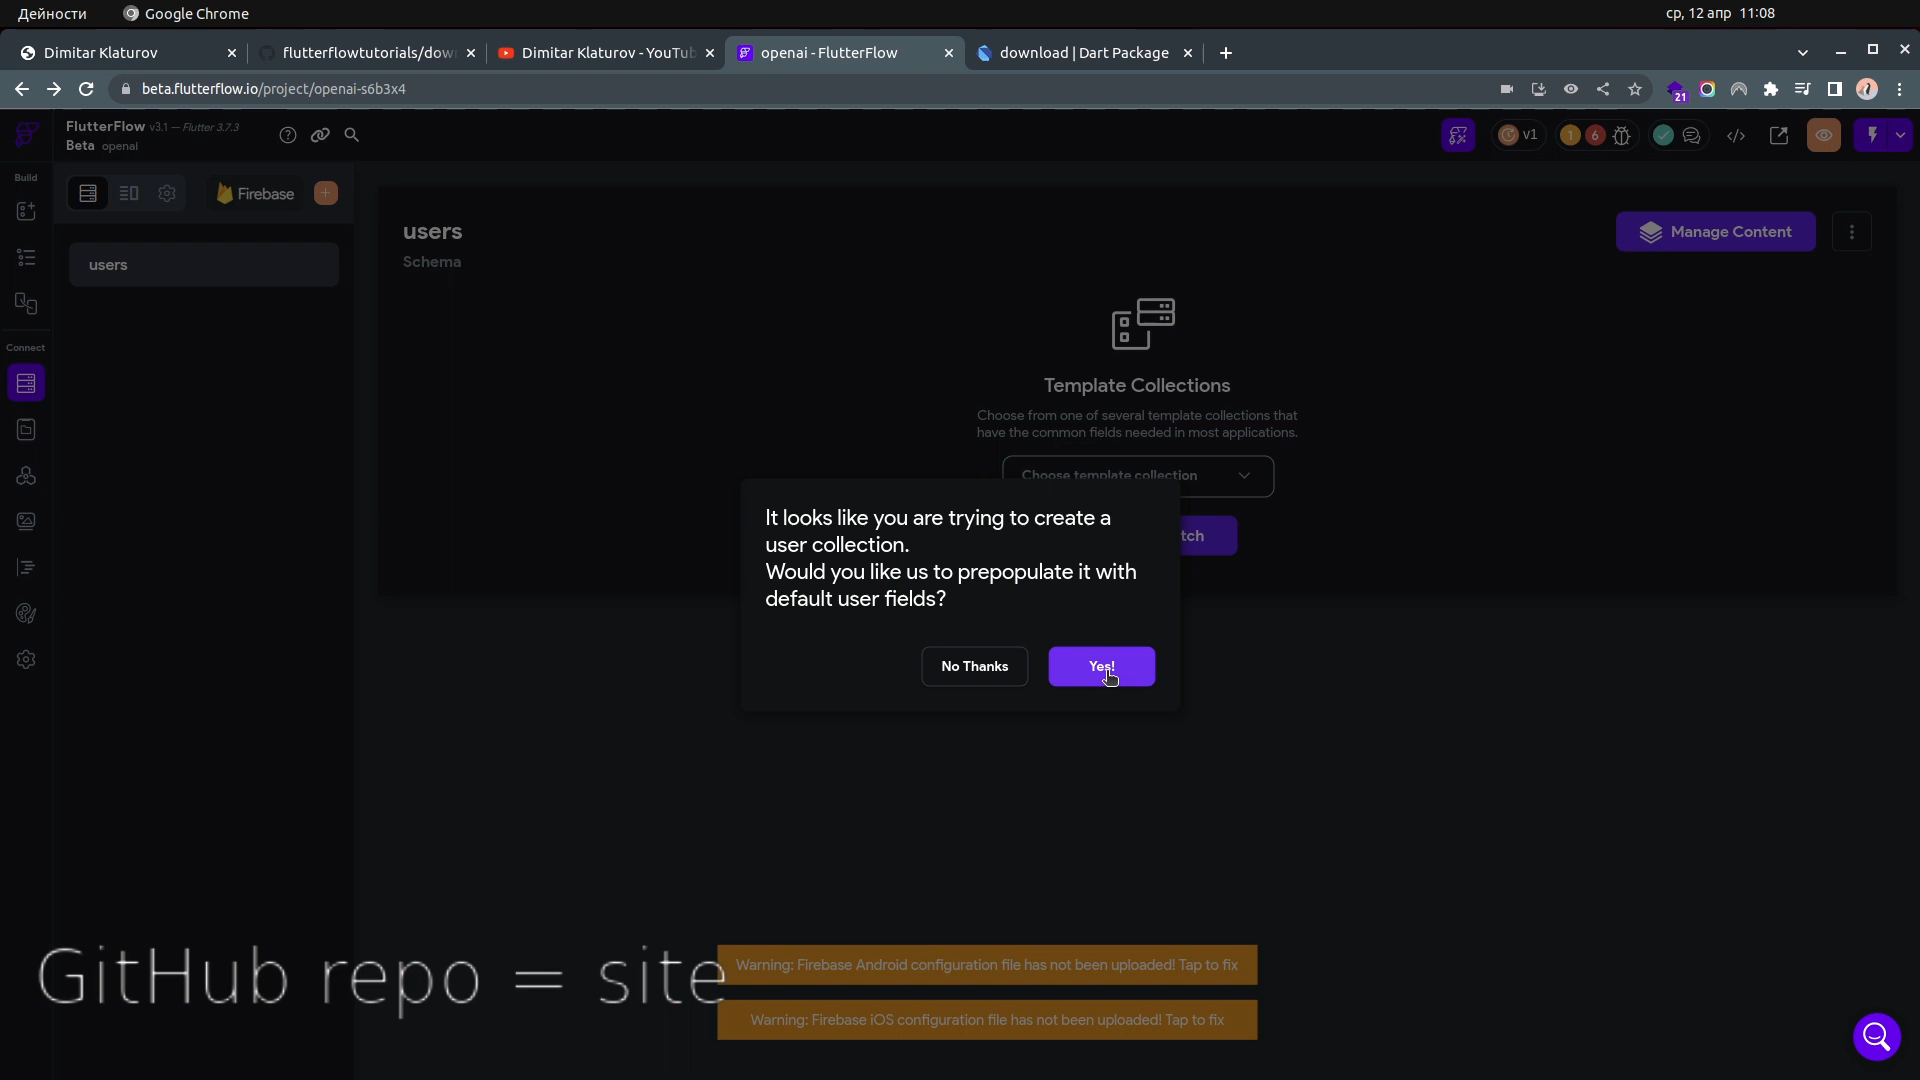 Дейности
Google Chrome
ср, 12 апр 11:08
Dimitar Klaturov
flutterflowtutorials/dow
Dimitar Klaturov - YouTub
openai - FlutterFlow
download | Dart Package
beta.flutterflow.io/project/openai-s6b3x4
21
FlutterFlow v3.1 — Flutter 3.7.3
Beta openai
v1
1
6
Build
Firebase
users
Connect
users
Schema
Manage Content
Template Collections
Choose from one of several template collections that
have the common fields needed in most applications.
Choose template collection
tch
It looks like you are trying to create a
user collection.
Would you like us to prepopulate it with
default user fields?
No Thanks
Yes!
GitHub repo = site
Warning: Firebase Android configuration file has not been uploaded! Tap to fix
Warning: Firebase iOS configuration file has not been uploaded! Tap to fix